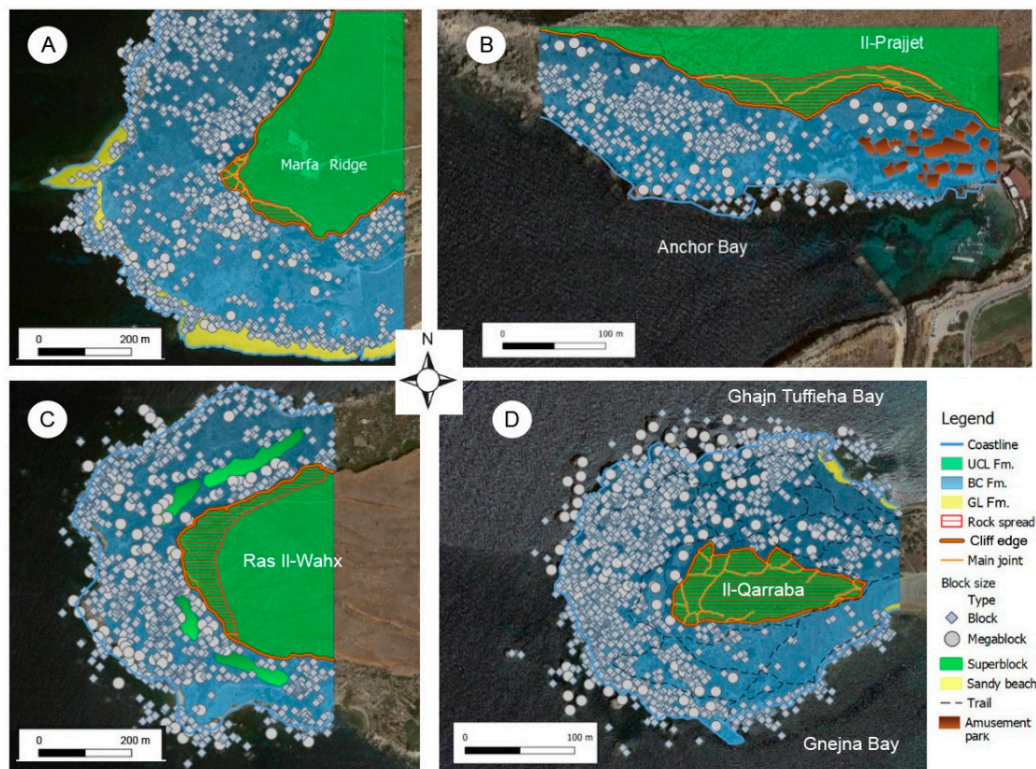 A
Marfa Ridge
0 200 m
B
Il-Prajjet
Anchor Bay
0 100 m
N
C
Ras Il-Wahx
0 200 m
D
Ghajn Tuffieha Bay
Il-Qarraba
Gnejna Bay
0 100 m
Legend
Coastline
UCL Fm.
BC Fm.
GL Fm.
Rock spread
Cliff edge
Main joint
Block size
Type
Block
Megablock
Superblock
Sandy beach
Trail
Amusement
park